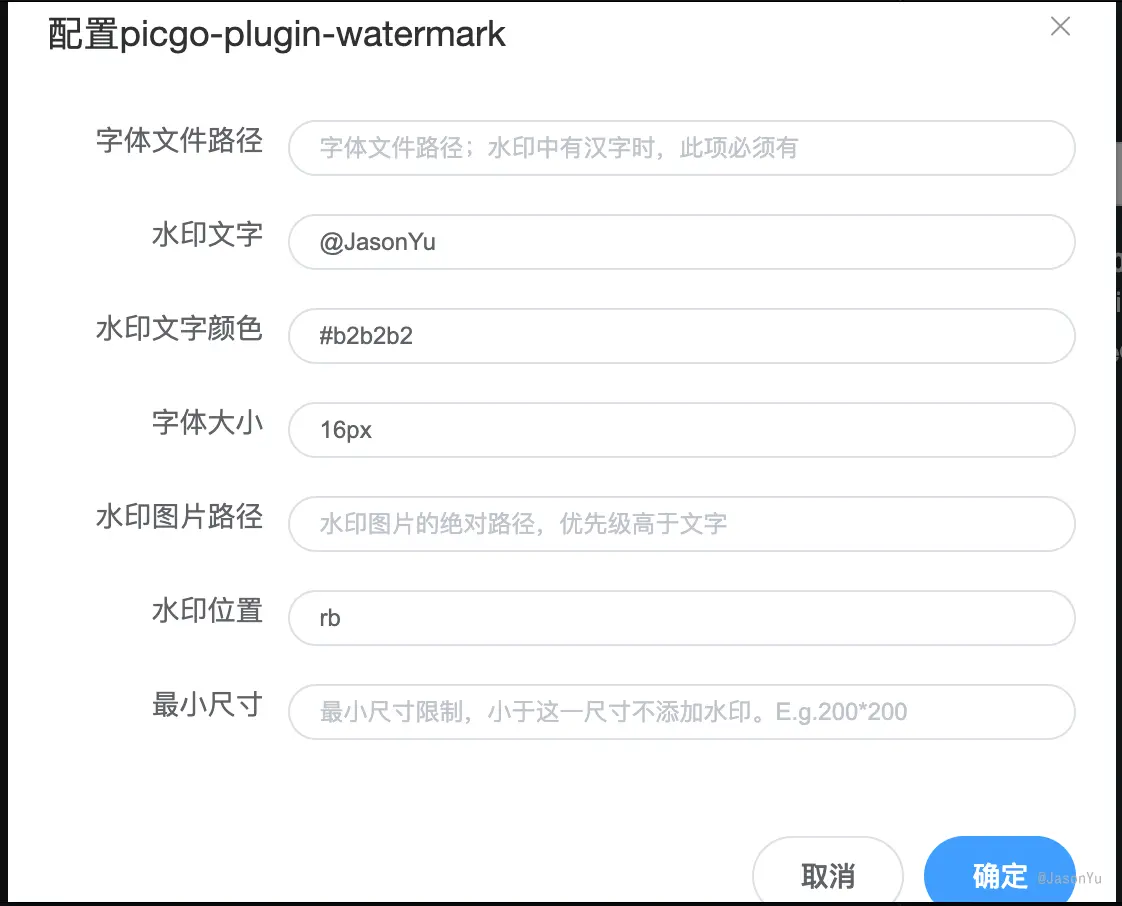 配置picgo-plugin-watermark
字体文件路径 字体文件路径；水印中有汉字时，此项必须有
水印文字 @JasonYu
水印文字颜色 #b2b2b2
字体大小 16px
水印图片路径 水印图片的绝对路径，优先级高于文字
水印位置 rb
最小尺寸 最小尺寸限制，小于这一尺寸不添加水印。E.g.200*200
取消 确定 @JasonYu